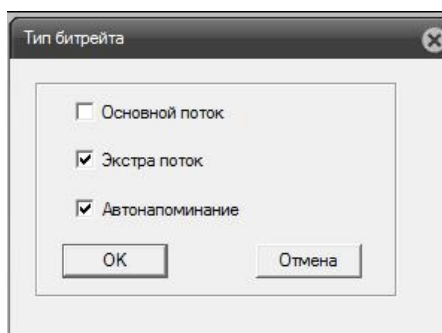 Тип битрейта
Основной поток
Экстра поток
Автонапоминание
OK
Отмена